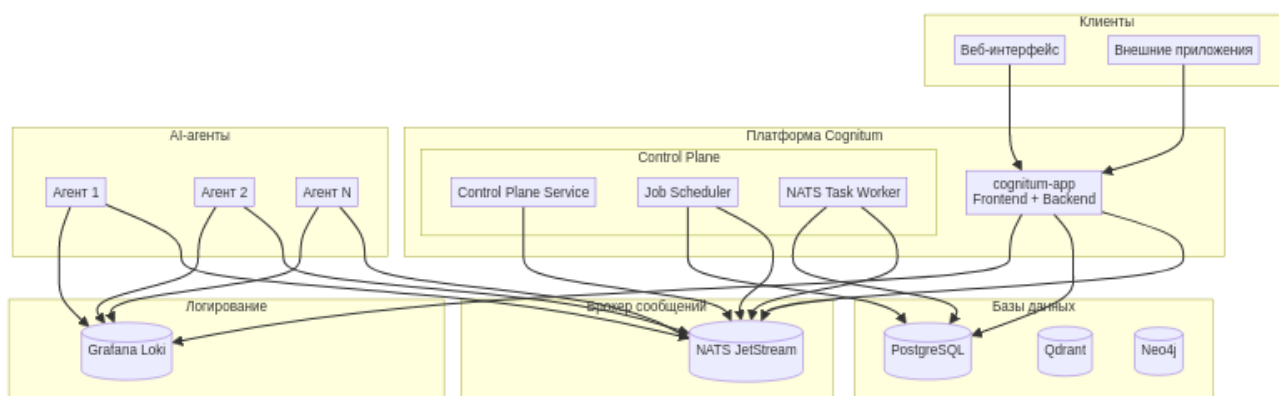 Клиенты
Веб-интерфейс
Внешние приложения
AI-агенты
Платформа Cognitum
Control Plane
Агент 1
Агент 2
Агент N
Control Plane Service
Job Scheduler
NATS Task Worker
cognitum-app
Frontend + Backend
Логирование
Брокер сообщений
Базы данных
Grafana Loki
NATS JetStream
PostgreSQL
Qdrant
Neo4j